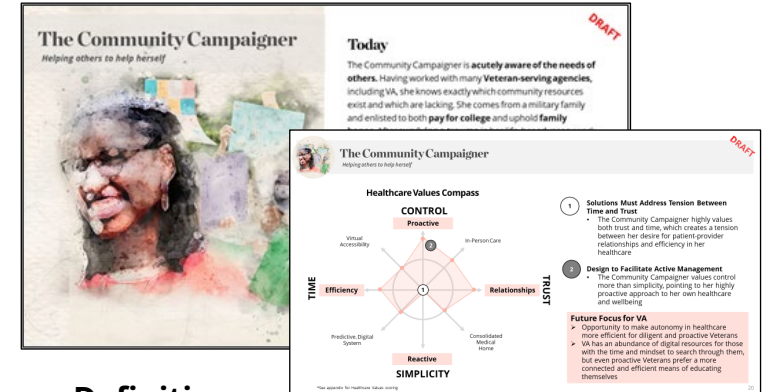 The Community Campaigner
Helping others to help herself
DRAFT
Today
The Community Campaigner is acutely aware of the needs of
others. Having worked with many Veteran-serving agencies,
including VA, she knows exactly which community resources
exist and which are lacking. She comes from a military family
and enlisted to both pay for college and uphold family
The Community Campaigner
Helping others to help herself
DRAFT
Healthcare Values Compass
CONTROL
Proactive
Virtual
Accessibility
2
In-Person Care
TIME
Efficiency
1
Relationships
TRUST
Predictive, Digital
System
Consolidated
Medical
Home
Reactive
SIMPLICITY
*See appendix for Healthcare Values scoring
1
Solutions Must Address Tension Between
Time and Trust
• The Community Campaigner highly values
both trust and time, which creates a tension
between her desire for patient-provider
relationships and efficiency in her
healthcare
2
Design to Facilitate Active Management
• The Community Campaigner values control
more than simplicity, pointing to her highly
proactive approach to her own healthcare
and wellbeing
Future Focus for VA
➤ Opportunity to make autonomy in healthcare
more efficient for diligent and proactive Veterans
➤ VA has an abundance of digital resources for those
with the time and mindset to search through them,
but even proactive Veterans prefer a more
connected and efficient means of educating
themselves
20